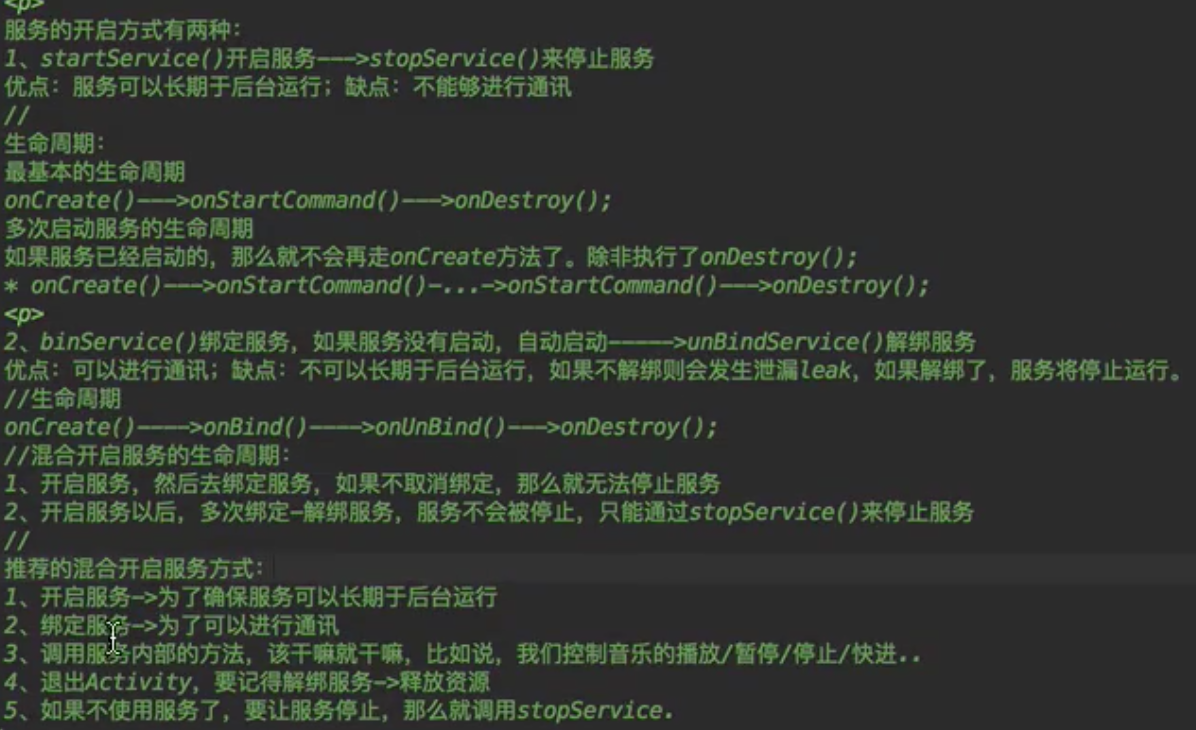 <p>
服务的开启方式有两种：
1、startService()开启服务--->stopService()来停止服务
优点：服务可以长期于后台运行；缺点：不能够进行通讯
//
生命周期：
最基本的生命周期
onCreate()--->onStartCommand()--->onDestroy();
多次启动服务的生命周期
如果服务已经启动的，那么就不会再走onCreate方法了。除非执行了onDestroy();
* onCreate()--->onStartCommand()-...->onStartCommand()--->onDestroy();
<p>
2、binService()绑定服务，如果服务没有启动，自动启动----->unBindService()解绑服务
优点：可以进行通讯；缺点：不可以长期于后台运行，如果不解绑则会发生泄漏leak，如果解绑了，服务将停止运行。
//生命周期
onCreate()---->onBind()---->onUnBind()--->onDestroy();
//混合开启服务的生命周期：
1、开启服务，然后去绑定服务，如果不取消绑定，那么就无法停止服务
2、开启服务以后，多次绑定-解绑服务，服务不会被停止，只能通过stopService()来停止服务
//
推荐的混合开启服务方式：
1、开启服务->为了确保服务可以长期于后台运行
2、绑定服务->为了可以进行通讯
3、调用服务内部的方法，该干嘛就干嘛，比如说，我们控制音乐的播放/暂停/停止/快进..
4、退出Activity，要记得解绑服务->释放资源
5、如果不使用服务了，要让服务停止，那么就调用stopService.